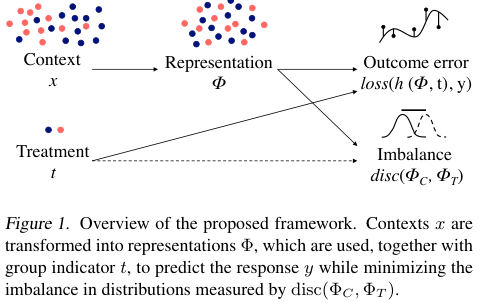 Context
x
Representation
Φ
Outcome error
loss(h (Φ, t), y)
Treatment
t
Imbalance
disc(Φ_C, Φ_T)
Figure 1. Overview of the proposed framework. Contexts x are
transformed into representations Φ, which are used, together with
group indicator t, to predict the response y while minimizing the
imbalance in distributions measured by disc(Φ_C, Φ_T).